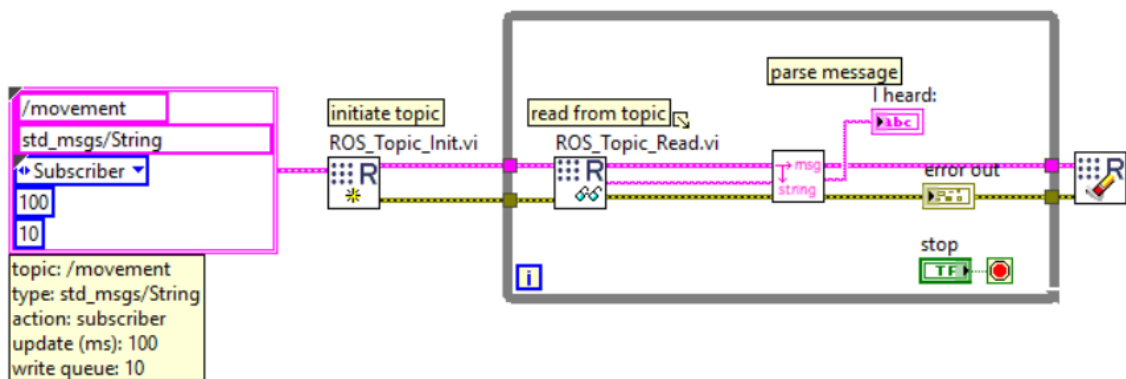 /movement
std_msgs/String
Subscriber
100
10
topic: /movement
type: std_msgs/String
action: subscriber
update (ms): 100
write queue: 10
initiate topic
ROS_Topic_Init.vi
R
read from topic
ROS_Topic_Read.vi
R
parse message
msg
string
I heard:
abc
error out
stop
TF
i
R